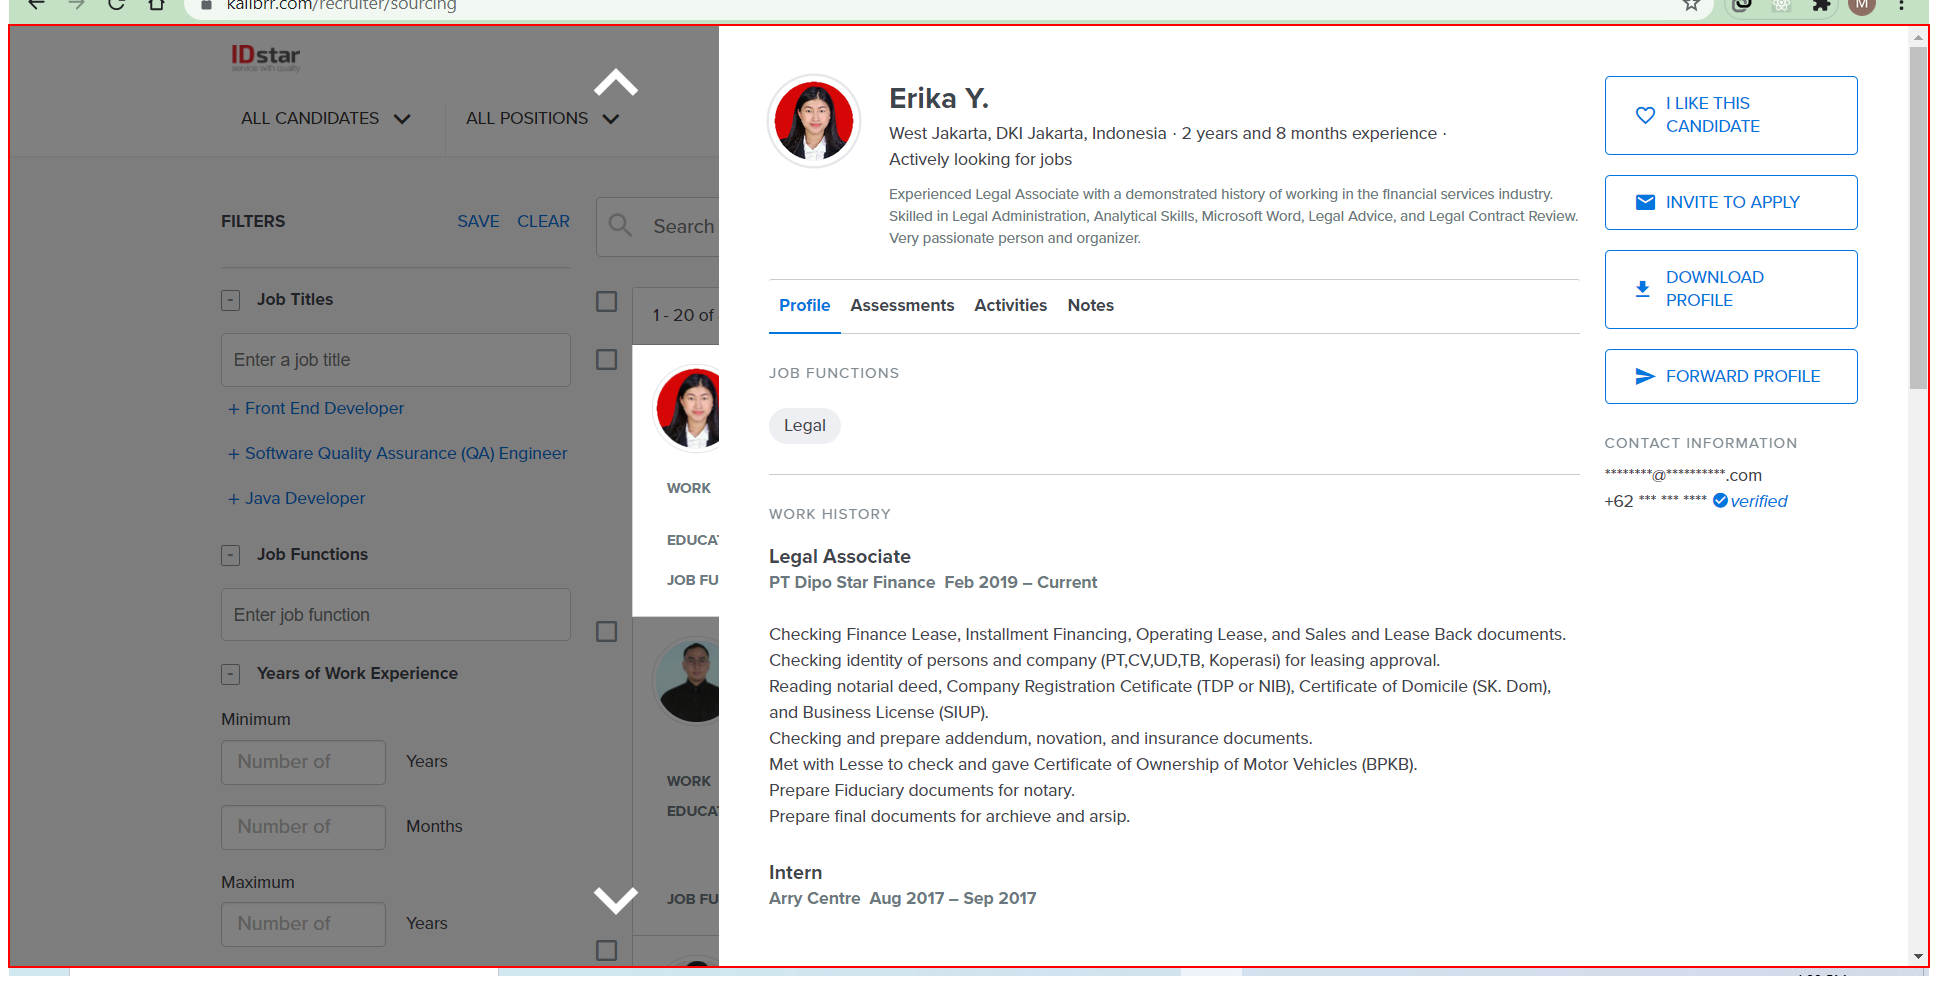 kalibrr.com/recruiter/sourcing
M
IDstar
service with quality
ALL CANDIDATES
ALL POSITIONS
FILTERS
SAVE
CLEAR
Search
- Job Titles
1 - 20 of
Enter a job title
+ Front End Developer
+ Software Quality Assurance (QA) Engineer
+ Java Developer
- Job Functions
Enter job function
- Years of Work Experience
Minimum
Number of
Years
Number of
Months
Maximum
Number of
Years
WORK
EDUCAT
JOB FU
WORK
EDUCAT
JOB FU
Erika Y.
West Jakarta, DKI Jakarta, Indonesia · 2 years and 8 months experience ·
Actively looking for jobs
Experienced Legal Associate with a demonstrated history of working in the financial services industry.
Skilled in Legal Administration, Analytical Skills, Microsoft Word, Legal Advice, and Legal Contract Review.
Very passionate person and organizer.
Profile
Assessments
Activities
Notes
JOB FUNCTIONS
Legal
WORK HISTORY
Legal Associate
PT Dipo Star Finance Feb 2019 – Current
Checking Finance Lease, Installment Financing, Operating Lease, and Sales and Lease Back documents.
Checking identity of persons and company (PT,CV,UD,TB, Koperasi) for leasing approval.
Reading notarial deed, Company Registration Cetificate (TDP or NIB), Certificate of Domicile (SK. Dom),
and Business License (SIUP).
Checking and prepare addendum, novation, and insurance documents.
Met with Lesse to check and gave Certificate of Ownership of Motor Vehicles (BPKB).
Prepare Fiduciary documents for notary.
Prepare final documents for archieve and arsip.
Intern
Arry Centre Aug 2017 – Sep 2017
I LIKE THIS
CANDIDATE
INVITE TO APPLY
DOWNLOAD
PROFILE
FORWARD PROFILE
CONTACT INFORMATION
********@**********.com
+62 *** *** **** verified